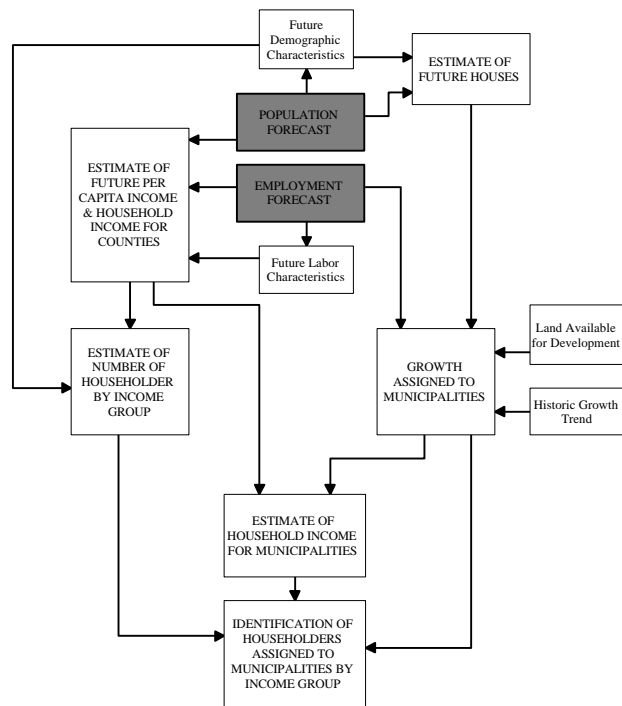 Future
Demographic
Characteristics
ESTIMATE OF
FUTURE HOUSES
POPULATION
FORECAST
ESTIMATE OF
FUTURE PER
CAPITA INCOME
& HOUSEHOLD
INCOME FOR
COUNTIES
EMPLOYMENT
FORECAST
Future Labor
Characteristics
ESTIMATE OF
NUMBER OF
HOUSEHOLDER
BY INCOME
GROUP
GROWTH
ASSIGNED TO
MUNICIPALITIES
Land Available
for Development
Historic Growth
Trend
ESTIMATE OF
HOUSEHOLD INCOME
FOR MUNICIPALITIES
IDENTIFICATION OF
HOUSEHOLDERS
ASSIGNED TO
MUNICIPALITIES BY
INCOME GROUP